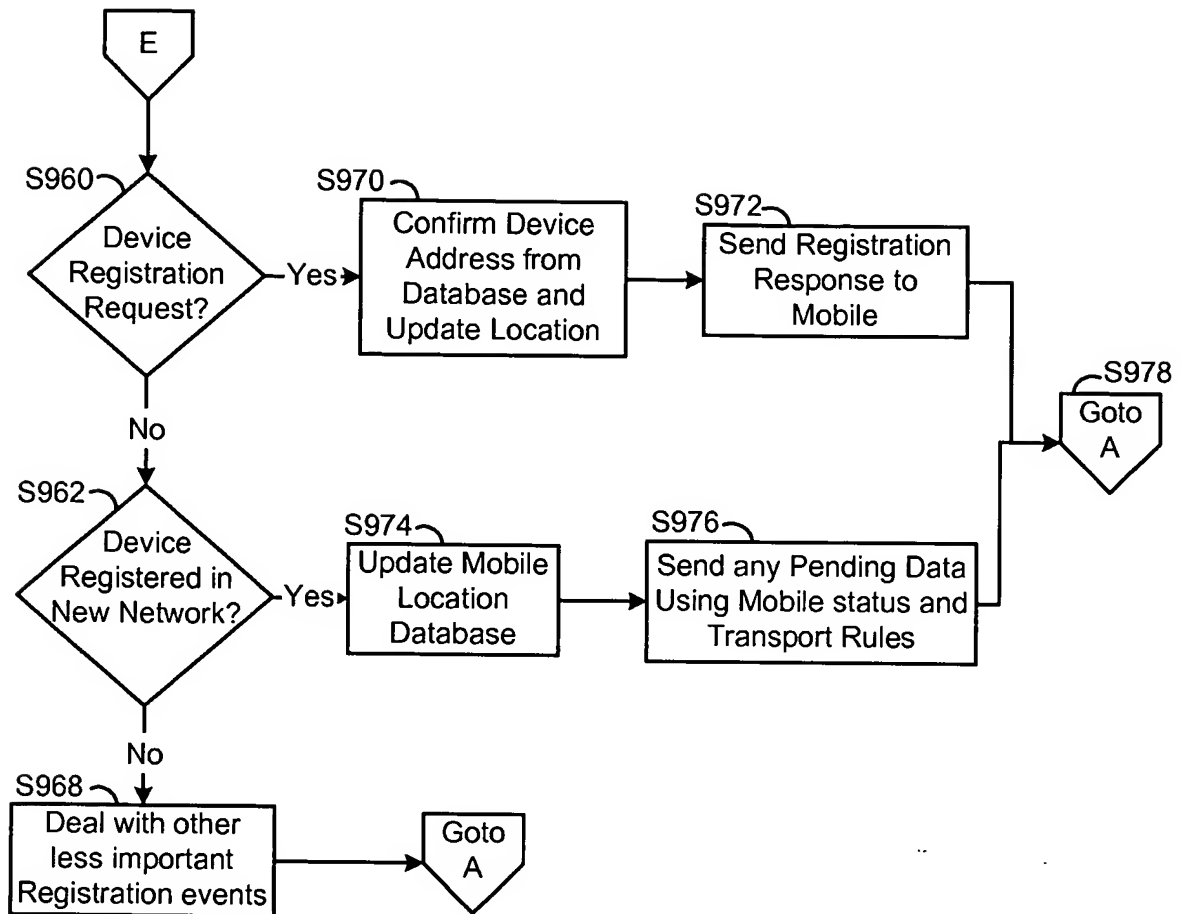 E
S960
Device
Registration
Request?
Yes
S970
Confirm Device
Address from
Database and
Update Location
S972
Send Registration
Response to
Mobile
S978
Goto
A
No
S962
Device
Registered in
New Network?
Yes
S974
Update Mobile
Location
Database
S976
Send any Pending Data
Using Mobile status and
Transport Rules
No
S968
Deal with other
less important
Registration events
Goto
A